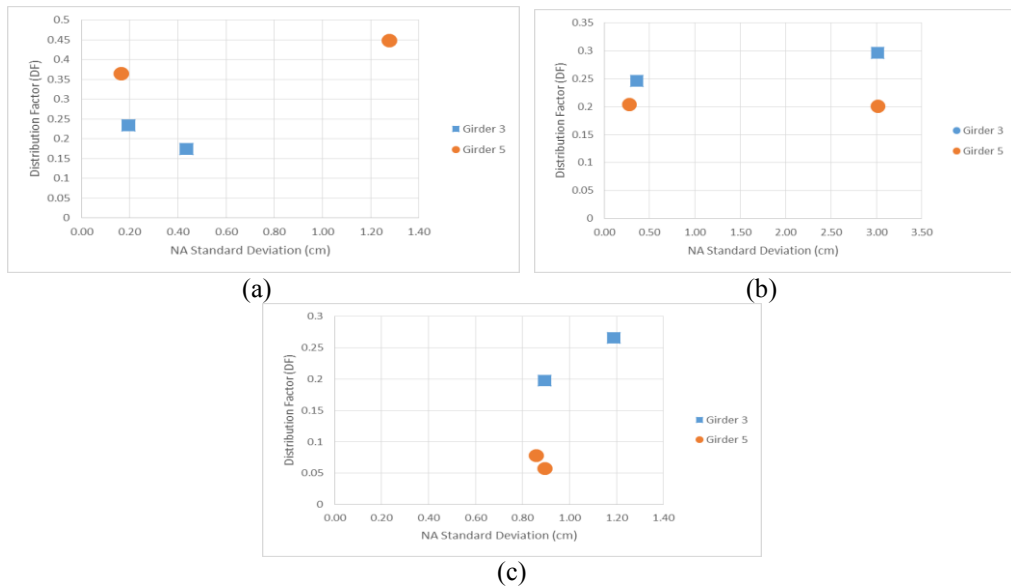 0.5
0.45
0.4
0.35
0.3
0.25
0.2
0.15
0.1
0.05
0
Distribution Factor (DF)
0.00 0.20 0.40 0.60 0.80 1.00 1.20 1.40
NA Standard Deviation (cm)
Girder 3
Girder 5
(a)
0.35
0.3
0.25
0.2
0.15
0.1
0.05
0
Distribution Factor (DF)
0.00 0.50 1.00 1.50 2.00 2.50 3.00 3.50
NA Standard Deviation (cm)
Girder 3
Girder 5
(b)
0.3
0.25
0.2
0.15
0.1
0.05
0
Distribution Factor (DF)
0.00 0.20 0.40 0.60 0.80 1.00 1.20 1.40
NA Standard Deviation (cm)
Girder 3
Girder 5
(c)